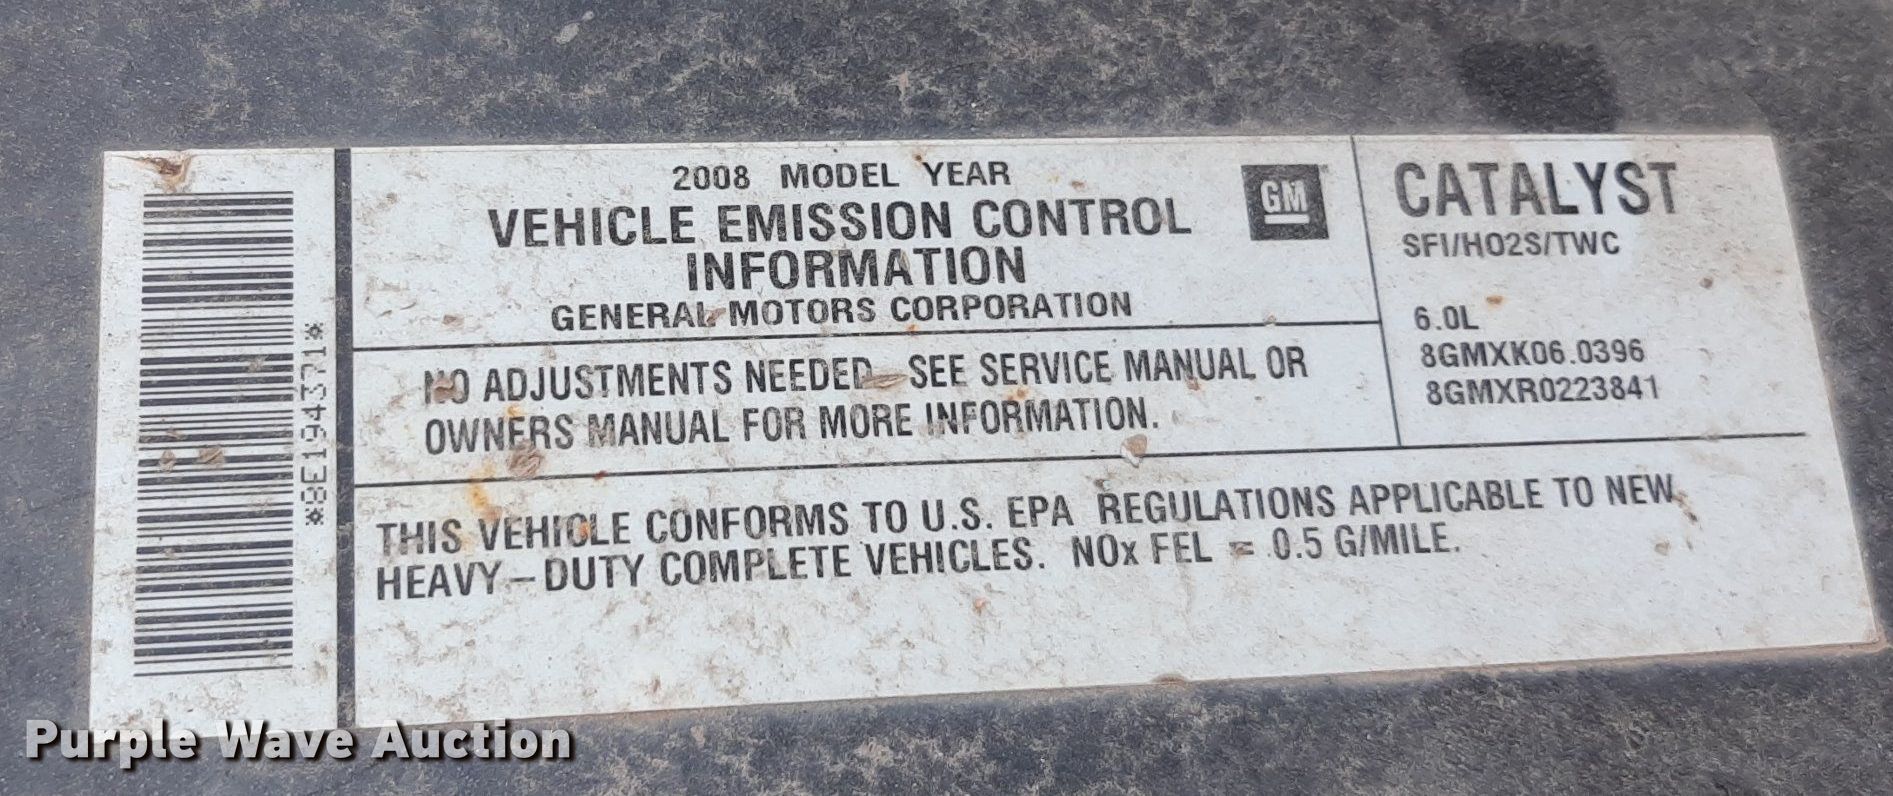 2008 MODEL YEAR
VEHICLE EMISSION CONTROL
INFORMATION
GENERAL MOTORS CORPORATION
GM
CATALYST
SFI/HO2S/TWC
6.0L
8GMXK06.0396
8GMXR0223841
NO ADJUSTMENTS NEEDED - SEE SERVICE MANUAL OR
OWNERS MANUAL FOR MORE INFORMATION.
THIS VEHICLE CONFORMS TO U.S. EPA REGULATIONS APPLICABLE TO NEW
HEAVY-DUTY COMPLETE VEHICLES. NOx FEL = 0.5 G/MILE.
*8E194371*
Purple Wave Auction